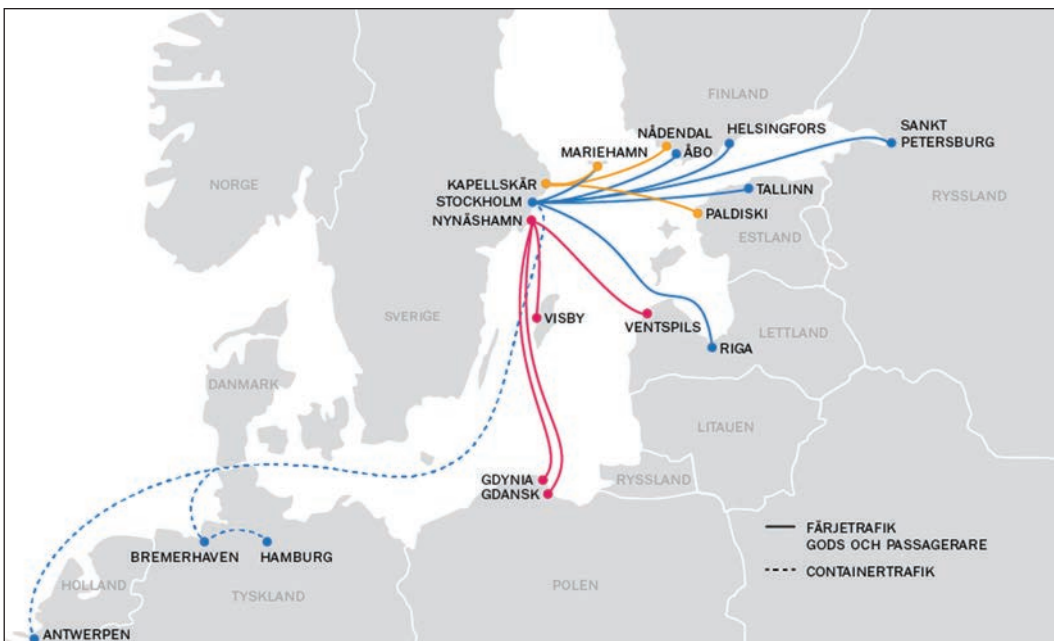 FINLAND
NÅDENDAL
HELSINGFORS
SANKT
PETERSBURG
MARIEHAMN
ÅBO
NORGE
KAPELLSKÄR
STOCKHOLM
NYNÄSHAMN
TALLINN
RYSSLAND
PALDISKI
ESTLAND
SVERIGE
VISBY
VENTSPILS
LETTLAND
RIGA
DANMARK
LITAUEN
GDYNIA
GDANSK
RYSSLAND
FÄRJETRAFIK
GODS OCH PASSAGERARE
BREMERHAVEN
HAMBURG
CONTAINERTRAFIK
HOLLAND
TYSKLAND
POLEN
ANTWERPEN